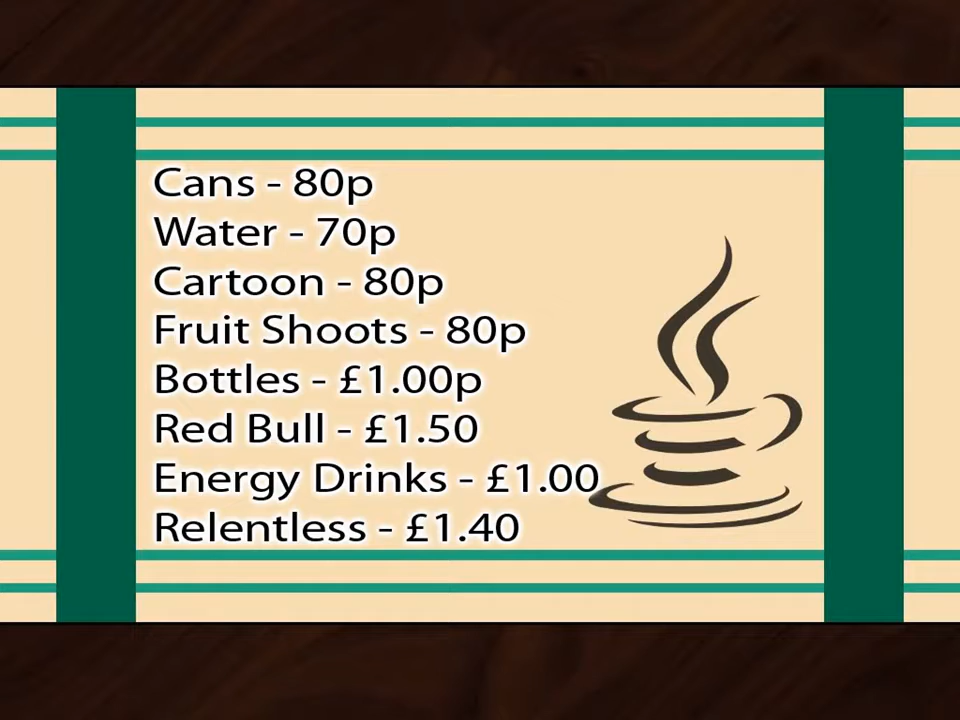 Cans - 80p
Water - 70p
Cartoon - 80p
Fruit Shoots - 80p
Bottles - £1.00p
Red Bull - £1.50
Energy Drinks - £1.00
Relentless - £1.40